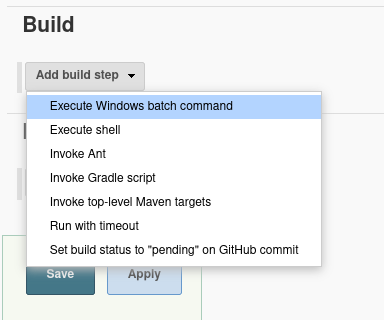 Build
Add build step
Execute Windows batch command
Execute shell
Invoke Ant
Invoke Gradle script
Invoke top-level Maven targets
Run with timeout
Set build status to "pending" on GitHub commit
Save
Apply